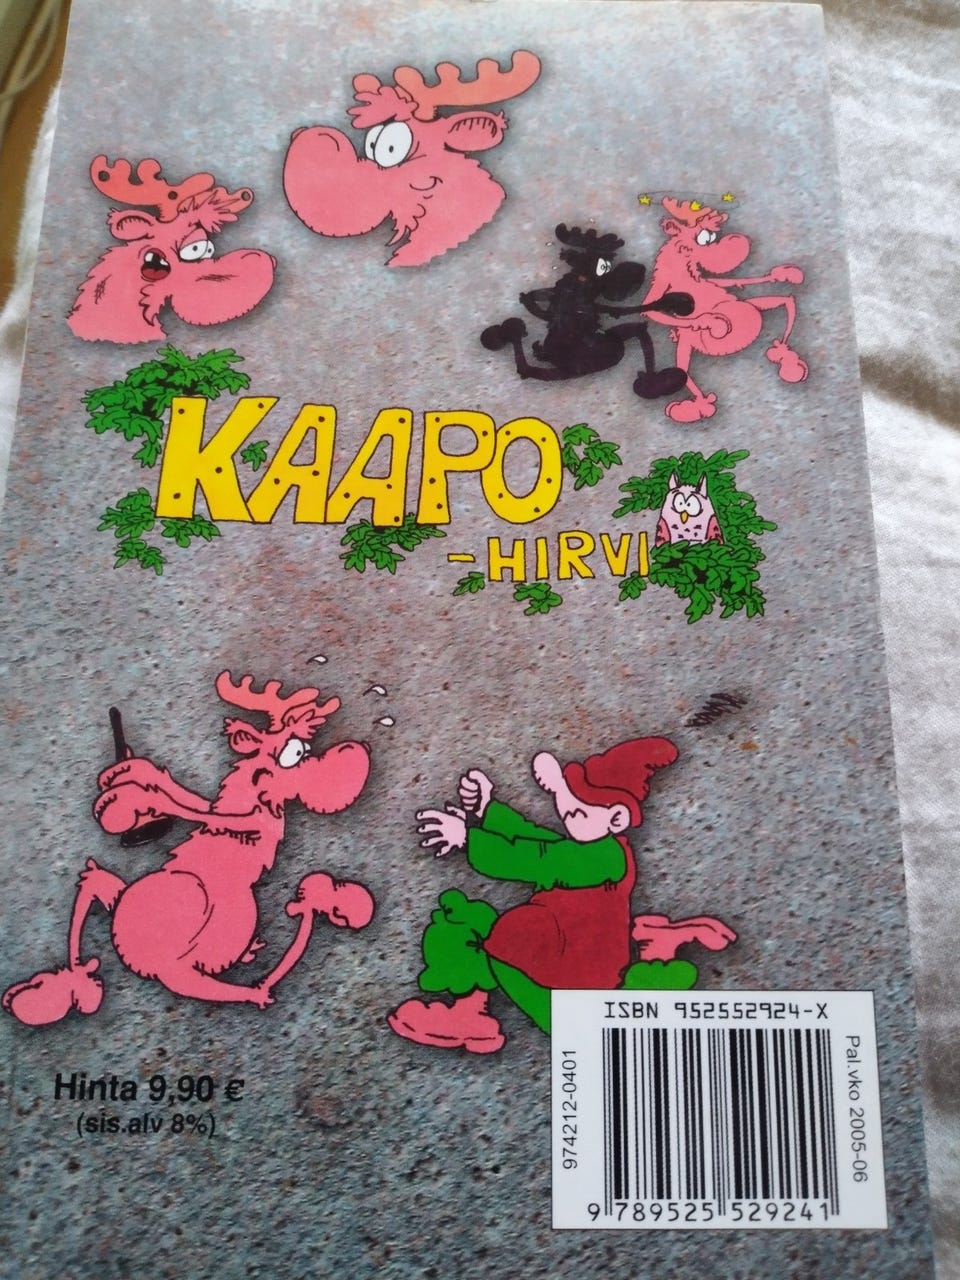 KAAPO
-HIRVI
Hinta 9,90 €
(sis.alv 8%)
ISBN 952552924-X
974212-0401
Pal.vko 2005-06
9 789525 529241